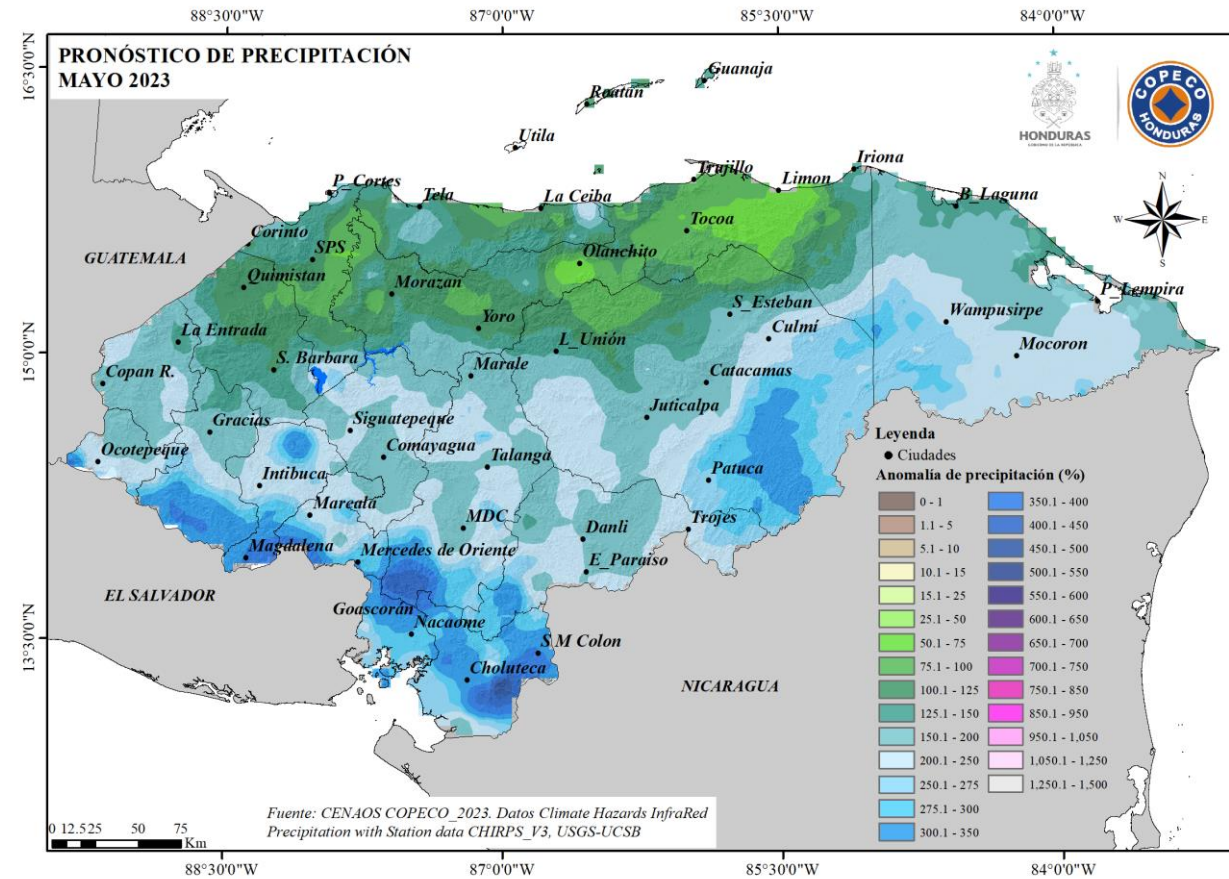 88°30'0"W 87°0'0"W 85°30'0"W 84°0'0"W
PRONÓSTICO DE PRECIPITACIÓN
MAYO 2023
16°30'0"N
Guanaja
Roatán
HONDURAS
GOBIERNO DE LA REPÚBLICA
COPECO
HONDURAS
Utila
P_Cortes
Tela
La Ceiba
Trujillo
Limon
Iriona
B_Laguna
N
W E
S
Corinto
SPS
Tocoa
GUATEMALA
Olanchito
Quimistan
Morazan
P_Lempira
Yoro
S_Esteban
Wampusirpe
La Entrada
Culmí
15°0'0"N
L_Unión
Mocoron
S. Barbara
Marale
Copan R.
Catacamas
Gracias
Siguatepeque
Juticalpa
Ocotepeque
Comayagua
Talanga
Intibuca
Patuca
Marcala
MDC
Danli
Trojes
Magdalena
Mercedes de Oriente
E_Paraiso
EL SALVADOR
Goascorán
Nacaome
13°30'0"N
S M Colon
Choluteca
NICARAGUA
Leyenda
Ciudades
Anomalía de precipitación (%)
0 - 1
1.1 - 5
5.1 - 10
10.1 - 15
15.1 - 25
25.1 - 50
50.1 - 75
75.1 - 100
100.1 - 125
125.1 - 150
150.1 - 200
200.1 - 250
250.1 - 275
275.1 - 300
300.1 - 350
350.1 - 400
400.1 - 450
450.1 - 500
500.1 - 550
550.1 - 600
600.1 - 650
650.1 - 700
700.1 - 750
750.1 - 850
850.1 - 950
950.1 - 1,050
1,050.1 - 1,250
1,250.1 - 1,500
Fuente: CENAOS COPECO_2023. Datos Climate Hazards InfraRed
Precipitation with Station data CHIRPS_V3, USGS-UCSB
0 12.5 25 50 75
Km
88°30'0"W 87°0'0"W 85°30'0"W 84°0'0"W